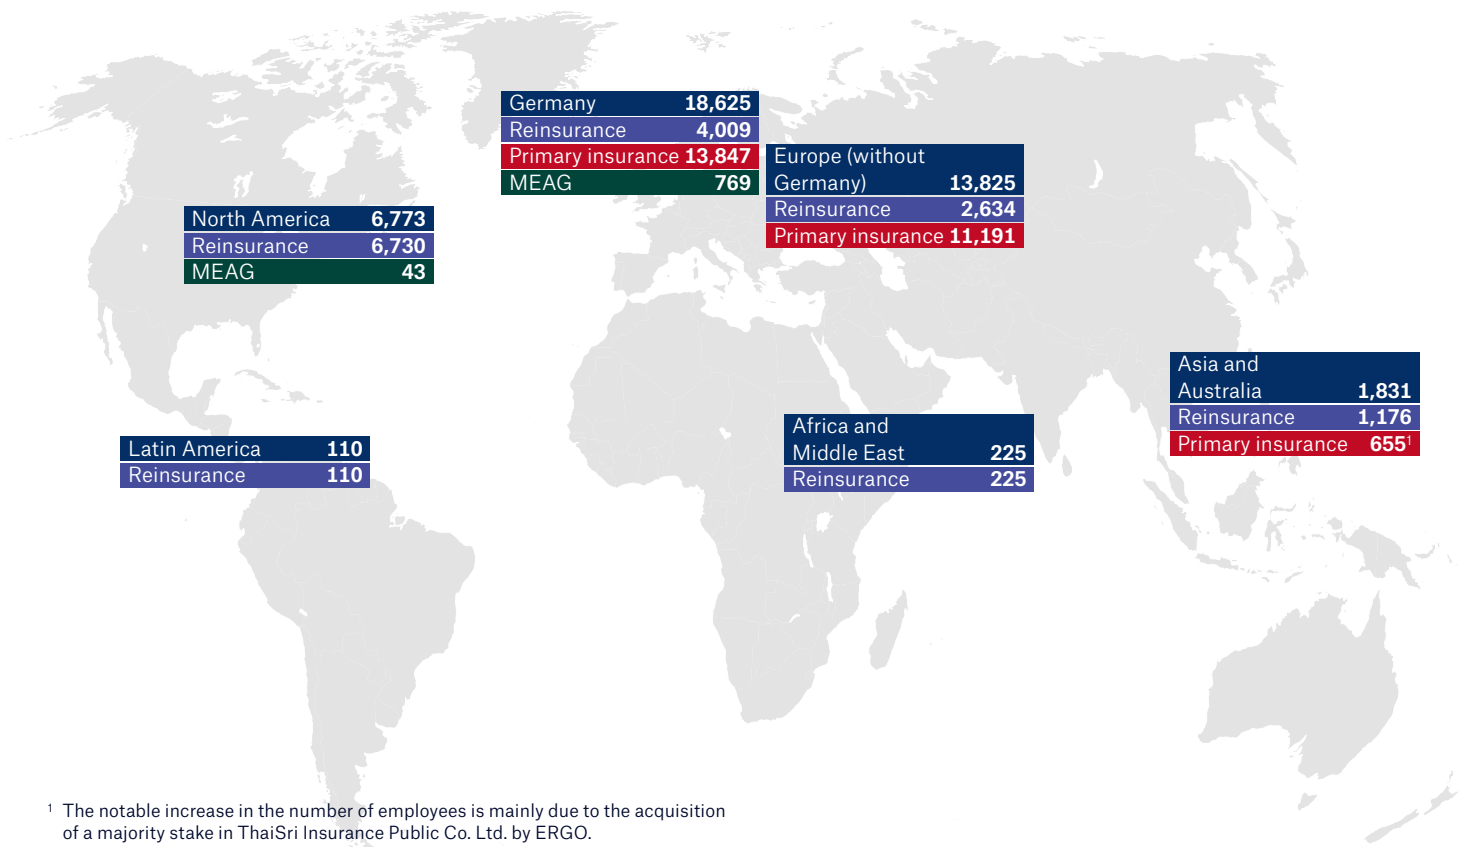 Germany 18,625
Reinsurance 4,009
Primary insurance 13,847
MEAG 769
Europe (without
Germany) 13,825
Reinsurance 2,634
Primary insurance 11,191
North America 6,773
Reinsurance 6,730
MEAG 43
Asia and
Australia 1,831
Reinsurance 1,176
Primary insurance 655¹
Africa and
Middle East 225
Reinsurance 225
Latin America 110
Reinsurance 110
¹ The notable increase in the number of employees is mainly due to the acquisition
of a majority stake in ThaiSri Insurance Public Co. Ltd. by ERGO.